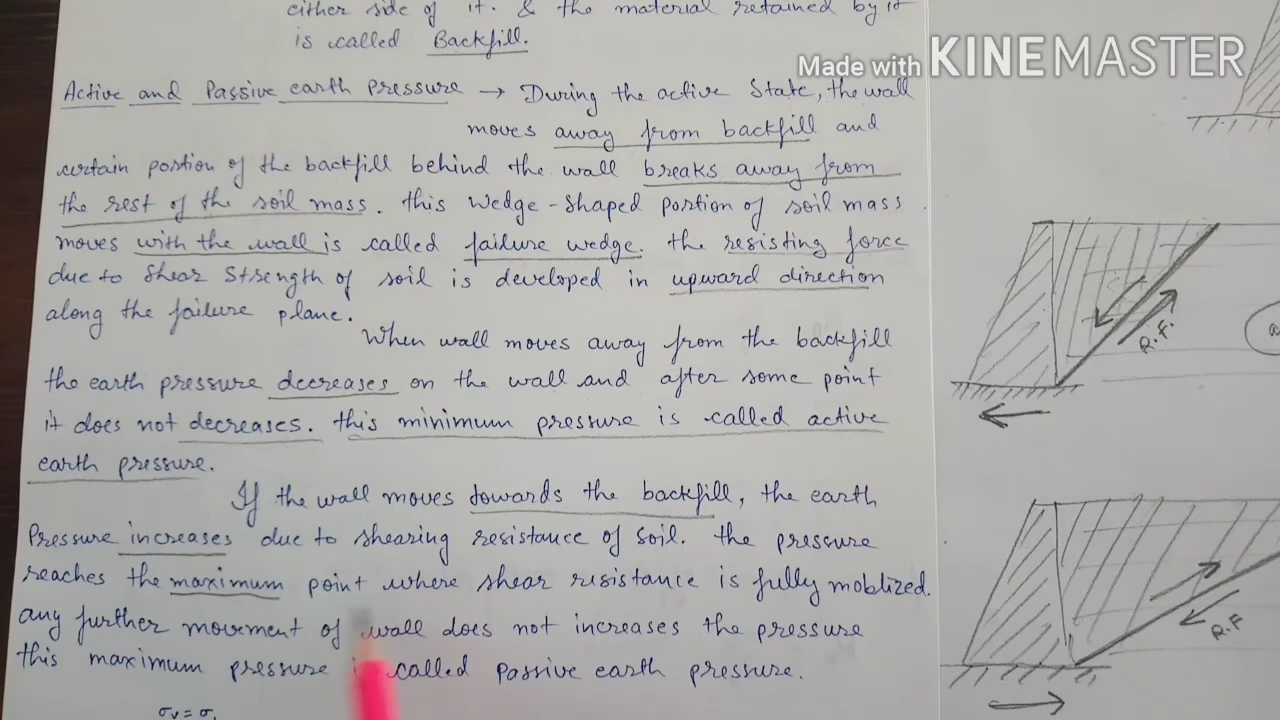 either side of it. & the material retained by it
is called Backfill.
Made with KINEMASTER
Active and Passive earth pressure → During the active State, the wall
moves away from backfill and
certain portion of the backfill behind the wall breaks away from
the rest of the soil mass. this wedge-shaped portion of soil mass
moves with the wall is called failure wedge. the resisting force
due to shear strength of soil is developed in upward direction
along the failure plane.
When wall moves away from the backfill
the earth pressure decreases on the wall and after some point
it does not decreases. this minimum pressure is called active
earth pressure.
If the wall moves towards the backfill, the earth
Pressure increases due to shearing resistance of soil. the pressure
reaches the maximum point where shear resistance is fully moblized.
any further movement of wall does not increases the pressure
this maximum pressure is called passive earth pressure.
σv = σ1
R.F.
R.F